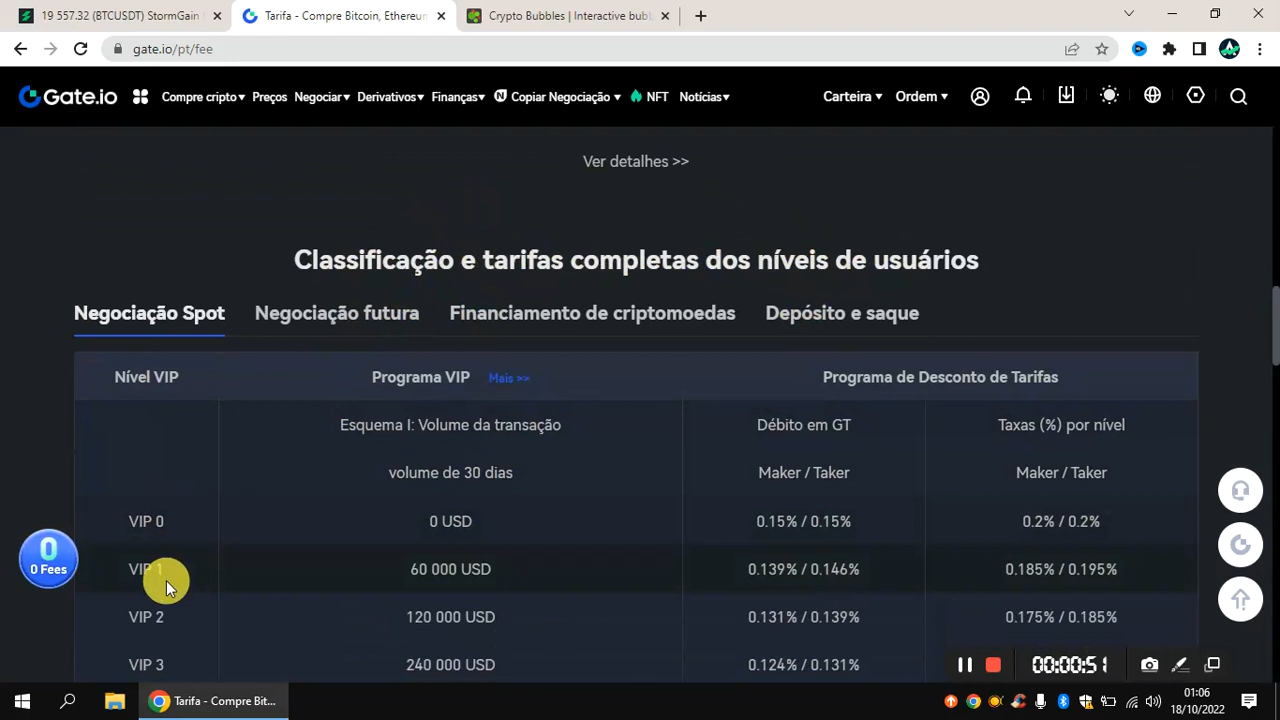 19 557.32 (BTCUSDT) StormGain
Tarifa - Compre Bitcoin, Ethereum
Crypto Bubbles | Interactive bubb
gate.io/pt/fee
Gate.io Compre cripto Preços Negociar Derivativos Finanças Copiar Negociação NFT Notícias Carteira Ordem
Ver detalhes >>
Classificação e tarifas completas dos níveis de usuários
Negociação Spot Negociação futura Financiamento de criptomoedas Depósito e saque
Nível VIP Programa VIP Mais >> Programa de Desconto de Tarifas
Esquema I: Volume da transação Débito em GT Taxas (%) por nível
volume de 30 dias Maker / Taker Maker / Taker
VIP 0 0 USD 0.15% / 0.15% 0.2% / 0.2%
VIP 1 60 000 USD 0.139% / 0.146% 0.185% / 0.195%
VIP 2 120 000 USD 0.131% / 0.139% 0.175% / 0.185%
VIP 3 240 000 USD 0.124% / 0.131%
0
0 Fees
00:00:51
Tarifa - Compre Bit...
01:06
18/10/2022